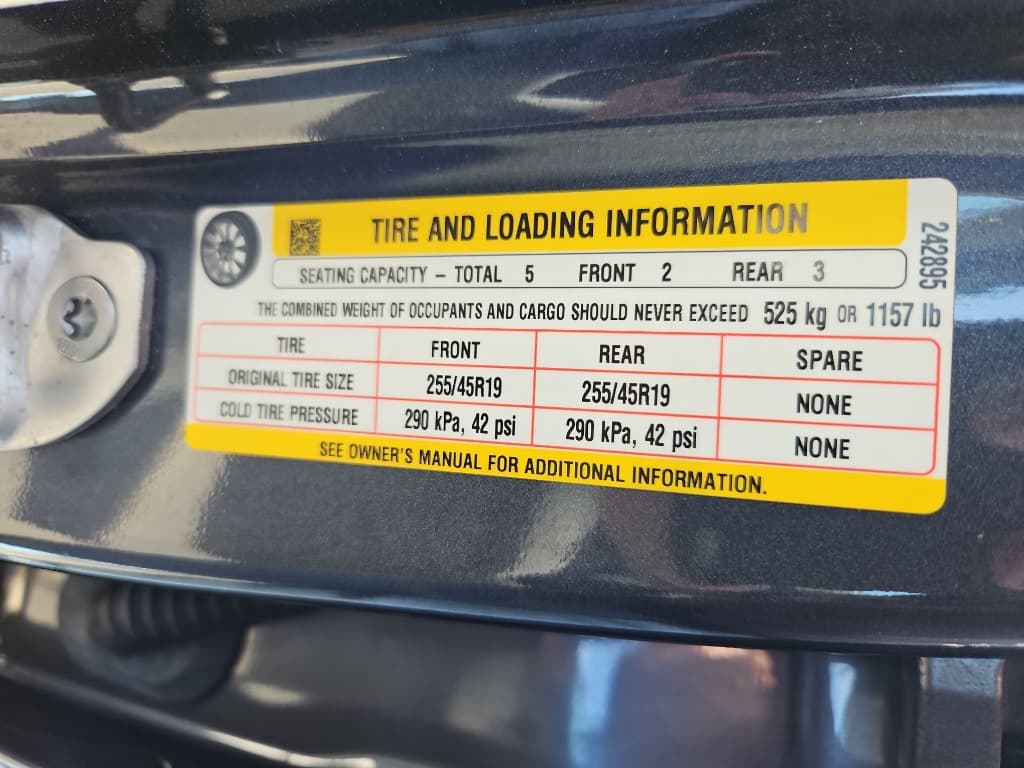 TIRE AND LOADING INFORMATION
SEATING CAPACITY – TOTAL 5 FRONT 2 REAR 3
THE COMBINED WEIGHT OF OCCUPANTS AND CARGO SHOULD NEVER EXCEED 525 kg OR 1157 lb
TIRE FRONT REAR SPARE
ORIGINAL TIRE SIZE 255/45R19 255/45R19 NONE
COLD TIRE PRESSURE 290 kPa, 42 psi 290 kPa, 42 psi NONE
SEE OWNER'S MANUAL FOR ADDITIONAL INFORMATION.
242895